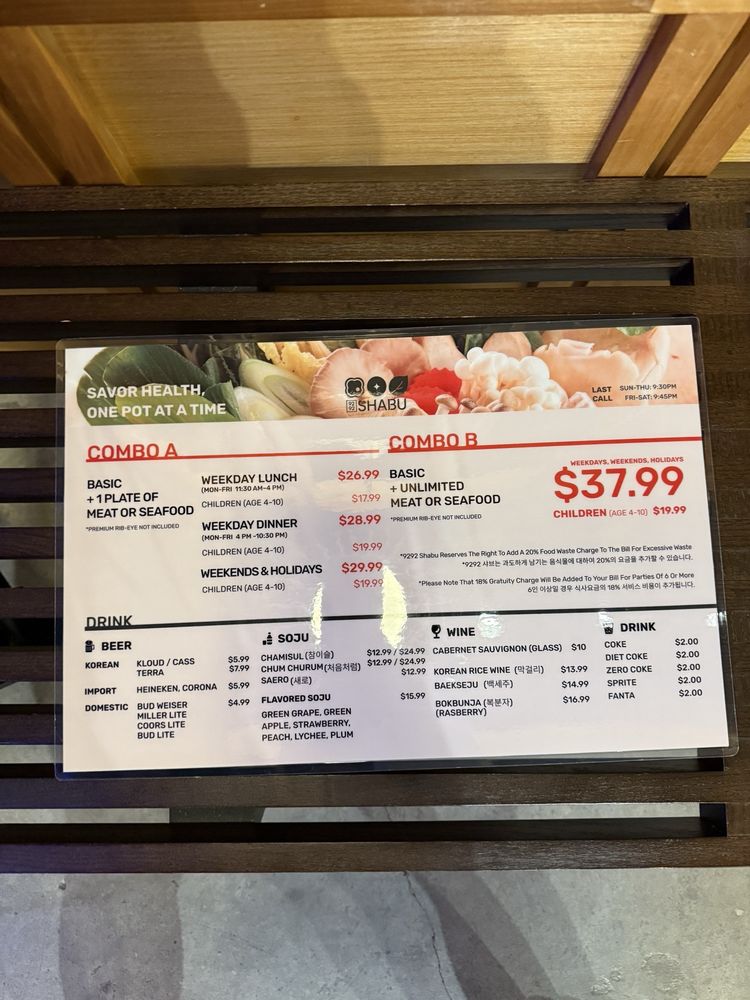 SAVOR HEALTH,
ONE POT AT A TIME
9292 SHABU
LAST CALL
SUN-THU: 9:30PM
FRI-SAT: 9:45PM
COMBO A
BASIC
+ 1 PLATE OF
MEAT OR SEAFOOD
*PREMIUM RIB-EYE NOT INCLUDED
WEEKDAY LUNCH $26.99
(MON-FRI 11:30 AM-4 PM)
CHILDREN (AGE 4-10) $17.99
WEEKDAY DINNER $28.99
(MON-FRI 4 PM -10:30 PM)
CHILDREN (AGE 4-10) $19.99
WEEKENDS & HOLIDAYS $29.99
CHILDREN (AGE 4-10) $19.99
COMBO B
BASIC
+ UNLIMITED
MEAT OR SEAFOOD
*PREMIUM RIB-EYE NOT INCLUDED
WEEKDAYS, WEEKENDS, HOLIDAYS
$37.99
CHILDREN (AGE 4-10) $19.99
*9292 Shabu Reserves The Right To Add A 20% Food Waste Charge To The Bill For Excessive Waste
*9292 샤브는 과도하게 남기는 음식물에 대하여 20%의 요금을 추가할 수 있습니다.
*Please Note That 18% Gratuity Charge Will Be Added To Your Bill For Parties Of 6 Or More
6인 이상일 경우 식사요금의 18% 서비스 비용이 추가됩니다.
DRINK
BEER
KOREAN KLOUD / CASS $5.99
TERRA $7.99
IMPORT HEINEKEN, CORONA $5.99
DOMESTIC BUD WEISER $4.99
MILLER LITE
COORS LITE
BUD LITE
SOJU
CHAMISUL (참이슬) $12.99 / $24.99
CHUM CHURUM (처음처럼) $12.99 / $24.99
SAERO (새로) $12.99
FLAVORED SOJU $15.99
GREEN GRAPE, GREEN
APPLE, STRAWBERRY,
PEACH, LYCHEE, PLUM
WINE
CABERNET SAUVIGNON (GLASS) $10
KOREAN RICE WINE (막걸리) $13.99
BAEKSEJU (백세주) $14.99
BOKBUNJA (복분자) $16.99
(RASBERRY)
DRINK
COKE $2.00
DIET COKE $2.00
ZERO COKE $2.00
SPRITE $2.00
FANTA $2.00